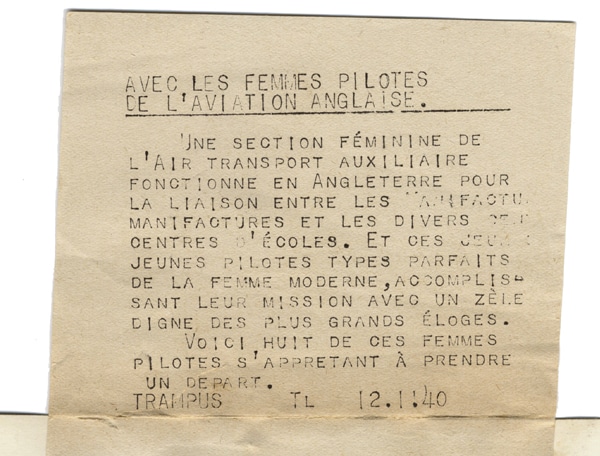 AVEC LES FEMMES PILOTES
DE L'AVIATION ANGLAISE.
UNE SECTION FÉMININE DE
L'AIR TRANSPORT AUXILIAIRE
FONCTIONNE EN ANGLETERRE POUR
LA LIAISON ENTRE LES
MANIFACTURES ET LES DIVERS
CENTRES D'ÉCOLES. ET CES
JEUNES PILOTES TYPES PARFAITS
DE LA FEMME MODERNE,ACCOMPLIS-
SANT LEUR MISSION AVEC UN ZÈLE
DIGNE DES PLUS GRANDS ÉLOGES.
VOICI HUIT DE CES FEMMES
PILOTES S'APPRETANT À PRENDRE
UN DEPART.
TRAMPUS TL 12.1.40